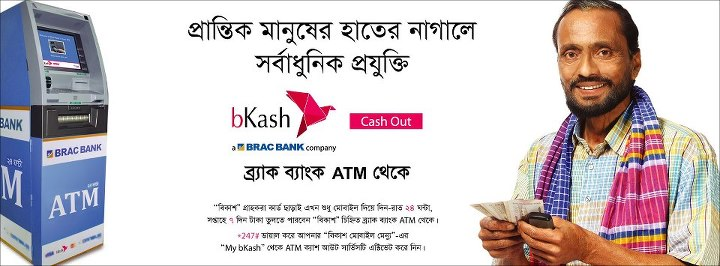 প্রান্তিক মানুষের হাতের নাগালে
সর্বাধুনিক প্রযুক্তি
bKash
Cash Out
a BRAC BANK company
ব্র্যাক ব্যাংক ATM থেকে
"বিকাশ" গ্রাহকরা কার্ড ছাড়াই এখন শুধু মোবাইল দিয়ে দিন-রাত ২৪ ঘন্টা,
সপ্তাহে ৭ দিন টাকা তুলতে পারবেন "বিকাশ" চিহ্নিত ব্র্যাক ব্যাংক ATM থেকে।
*247# ডায়াল করে আপনার "বিকাশ মোবাইল মেন্যু"-এর
"My bKash" থেকে ATM ক্যাশ আউট সার্ভিসটি এক্টিভেট করে নিন।
BANK
BRAC BANK
ATM